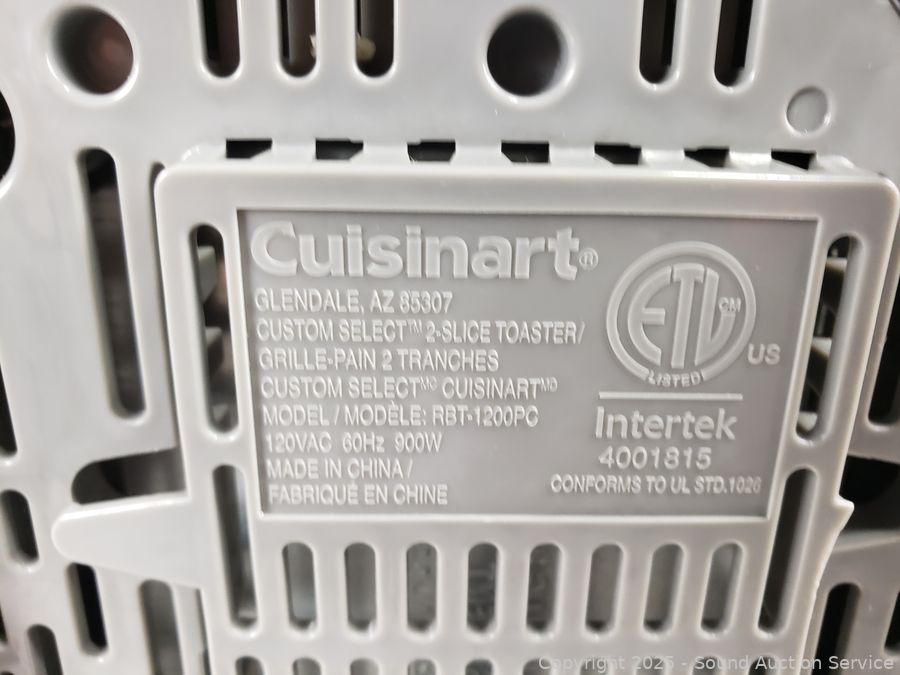 Cuisinart®
GLENDALE, AZ 85307
CUSTOM SELECT™ 2-SLICE TOASTER/
GRILLE-PAIN 2 TRANCHES
CUSTOM SELECTᴹᶜ CUISINARTᴹᴰ
MODEL / MODÈLE: RBT-1200PC
120VAC 60Hz 900W
MADE IN CHINA /
FABRIQUÉ EN CHINE
ETL CM
US
LISTED
Intertek
4001815
CONFORMS TO UL STD.1026
Copyright 2025 - Sound Auction Service